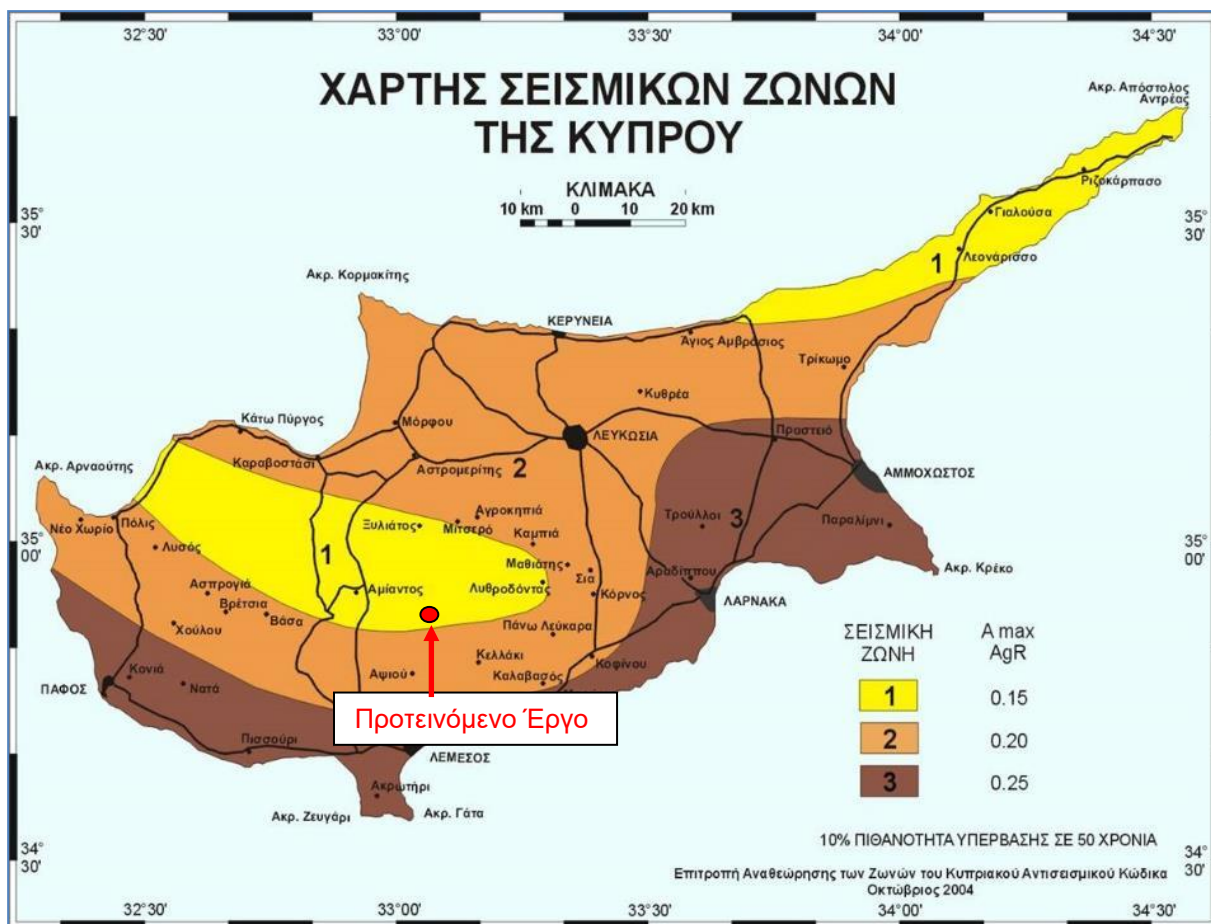 32°30'
33°00'
33°30'
34°00'
34°30'
ΧΑΡΤΗΣ ΣΕΙΣΜΙΚΩΝ ΖΩΝΩΝ
ΤΗΣ ΚΥΠΡΟΥ
Ακρ. Απόστολος
Αντρέας
ΚΛΙΜΑΚΑ
10 km 0 10 20 km
Ριζοκάρπασο
Γιαλούσα
35°
30'
35°
30'
Λεονάρισσο
1
Ακρ. Κορμακίτης
ΚΕΡΥΝΕΙΑ
Άγιος Αμβρόσιος
Τρίκωμο
Κυθρέα
Κάτω Πύργος
Μόρφου
ΛΕΥΚΩΣΙΑ
Πραστειό
Καραβοστάσι
Αστρομερίτης
2
Ακρ. Αρναούτης
ΑΜΜΟΧΩΣΤΟΣ
Νέο Χωρίο
Πόλις
Ξυλιάτος
Μιτσερό
Αγροκηπιά
Τρούλλοι
3
Παραλίμνι
Καμπιά
35°
00'
Λυσός
1
Μαθιάτης
Σια
Αραδίππου
35°
00'
Ακρ. Κρέκο
Ασπρογιά
Αμίαντος
Λυθροδόντας
Κόρνος
ΛΑΡΝΑΚΑ
Βρέτσια
Βάσα
Χούλου
Πάνω Λεύκαρα
Κελλάκι
Κοφίνου
ΣΕΙΣΜΙΚΗ
ΖΩΝΗ
A max
AgR
Κονιά
Νατά
Αψιού
Καλαβασός
ΠΑΦΟΣ
1 0.15
Προτεινόμενο Έργο
2 0.20
Πισσούρι
ΛΕΜΕΣΟΣ
3 0.25
Ακρωτήρι
Ακρ. Ζευγάρι
Ακρ. Γάτα
10% ΠΙΘΑΝΟΤΗΤΑ ΥΠΕΡΒΑΣΗΣ ΣΕ 50 ΧΡΟΝΙΑ
34°
30'
34°
30'
Επιτροπή Αναθεώρησης των Ζωνών του Κυπριακού Αντισεισμικού Κώδικα
Οκτώβριος 2004
32°30'
33°00'
33°30'
34°00'
34°30'